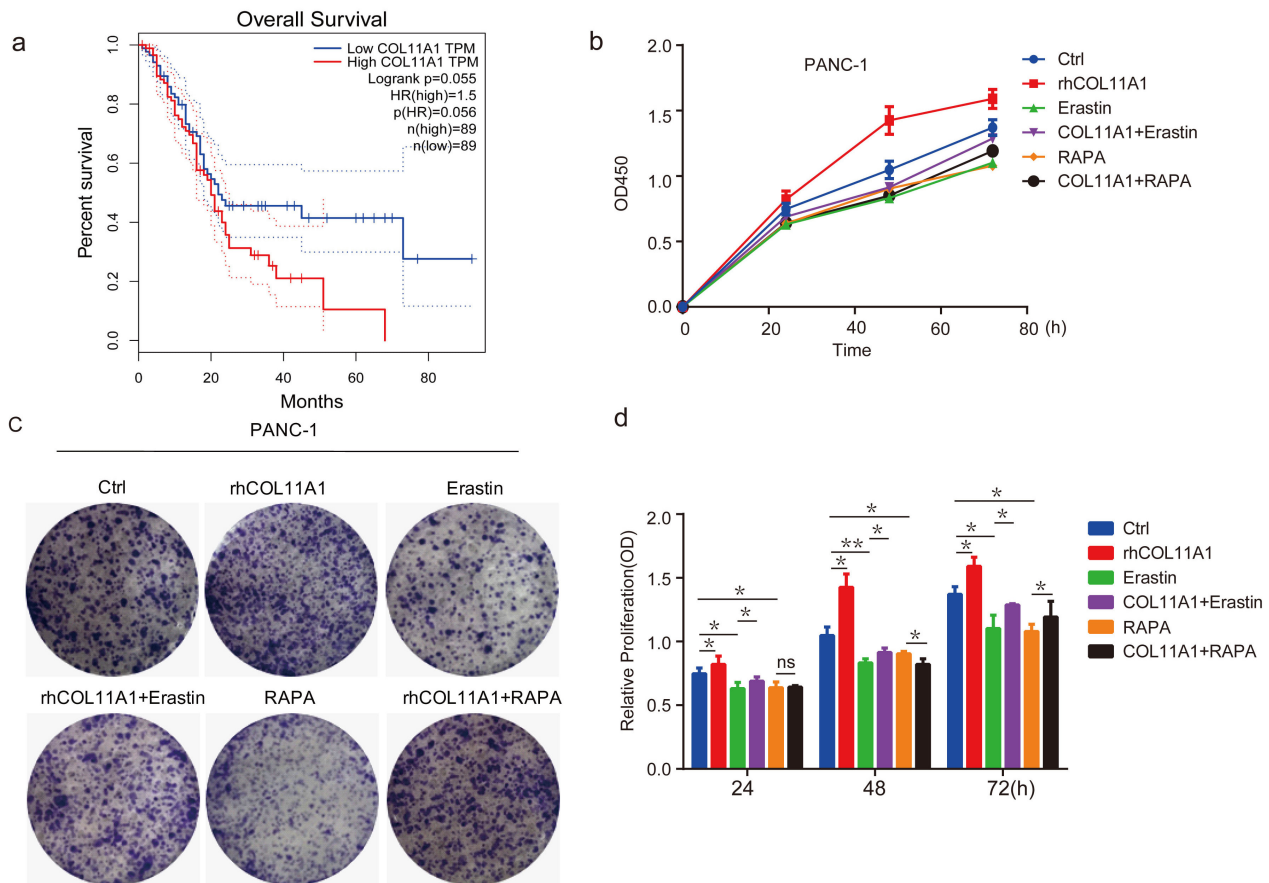 a
Overall Survival
Percent survival
1.0
0.8
0.6
0.4
0.2
0.0
Low COL11A1 TPM
High COL11A1 TPM
Logrank p=0.055
HR(high)=1.5
p(HR)=0.056
n(high)=89
n(low)=89
0 20 40 60 80
Months
b
PANC-1
OD450
2.0
1.5
1.0
0.5
0.0
0 20 40 60 80 (h)
Time
Ctrl
rhCOL11A1
Erastin
COL11A1+Erastin
RAPA
COL11A1+RAPA
c
PANC-1
Ctrl rhCOL11A1 Erastin
rhCOL11A1+Erastin RAPA rhCOL11A1+RAPA
d
Relative Proliferation(OD)
2.0
1.5
1.0
0.5
0.0
* * * * ns
* ** * * *
* * * * *
24 48 72(h)
Ctrl
rhCOL11A1
Erastin
COL11A1+Erastin
RAPA
COL11A1+RAPA